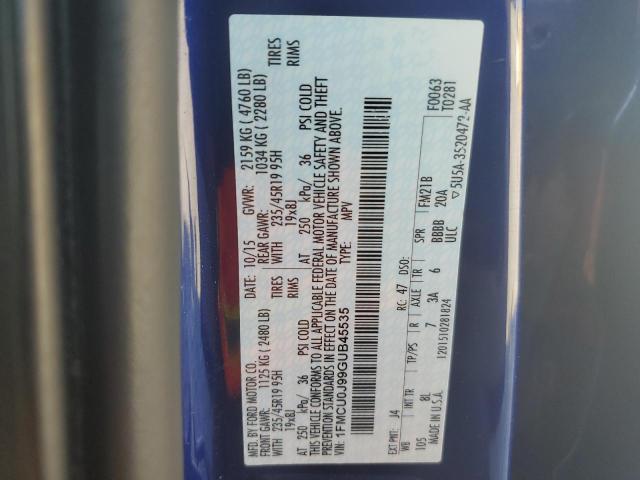 MFD. BY FORD MOTOR CO. DATE: 10/15 GVWR: 2159 KG ( 4760 LB)
FRONT GAWR: 1125 KG ( 2480 LB) REAR GAWR: 1034 KG ( 2280 LB)
WITH 235/45R19 95H TIRES WITH 235/45R19 95H TIRES
19x8J RIMS 19x8J RIMS
AT 250 kPa/ 36 PSI COLD AT 250 kPa/ 36 PSI COLD
THIS VEHICLE CONFORMS TO ALL APPLICABLE FEDERAL MOTOR VEHICLE SAFETY AND THEFT
PREVENTION STANDARDS IN EFFECT ON THE DATE OF MANUFACTURE SHOWN ABOVE.
1FMCU0J99GUB45535 TYPE: MPV
F0063
T0281
EXT PNT: J4 RC: 47 DSO: FM21B
WB INT TR TP/PS R AXLE TR SPR 20A
105 8L 7 3A 6 BBBB
MADE IN U.S.A. 1201510281824 ULC ▽5U5A-3520472-AA